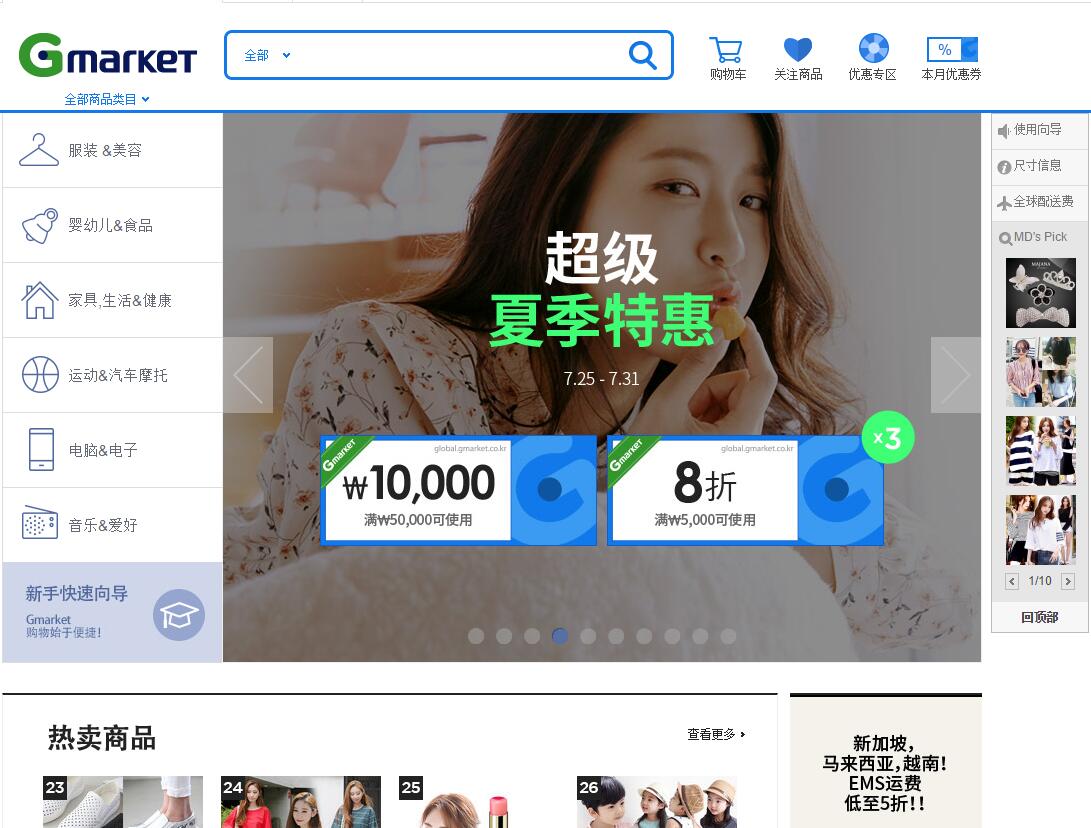 Gmarket
全部
购物车
关注商品
优惠专区
%
本月优惠券
全部商品类目
服装 &美容
婴幼儿&食品
家具,生活&健康
运动&汽车摩托
电脑&电子
音乐&爱好
新手快速向导
Gmarket
购物始于便捷!
超级
夏季特惠
7.25 - 7.31
Gmarket
global.gmarket.co.kr
₩10,000
满₩50,000可使用
Gmarket
global.gmarket.co.kr
8折
满₩5,000可使用
x3
使用向导
尺寸信息
全球配送费
MD's Pick
MAJANA
1/10
回顶部
热卖商品
查看更多
23
24
25
26
新加坡,
马来西亚,越南!
EMS运费
低至5折!!